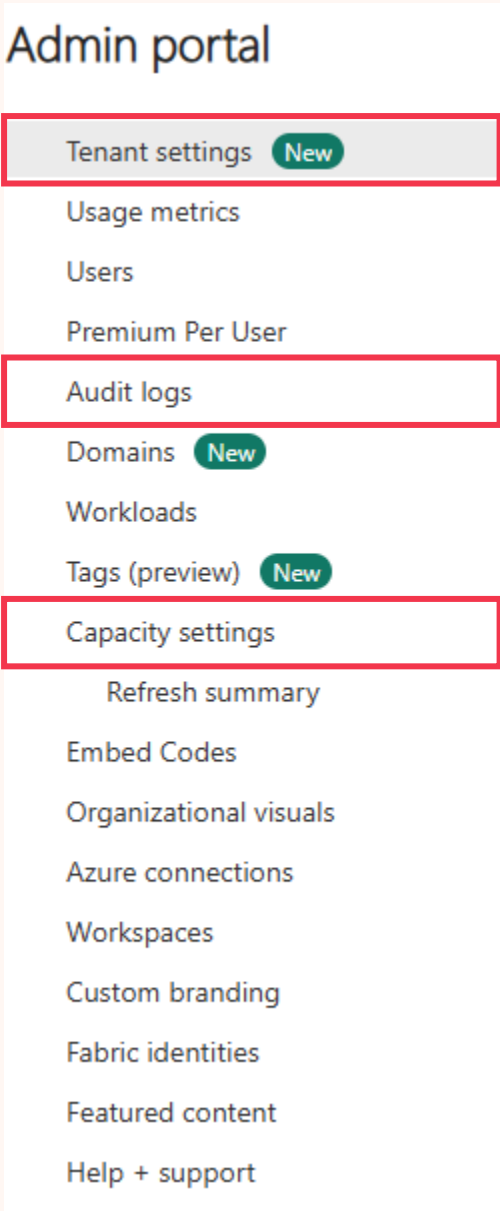 Admin portal
Tenant settings New
Usage metrics
Users
Premium Per User
Audit logs
Domains New
Workloads
Tags (preview) New
Capacity settings
Refresh summary
Embed Codes
Organizational visuals
Azure connections
Workspaces
Custom branding
Fabric identities
Featured content
Help + support